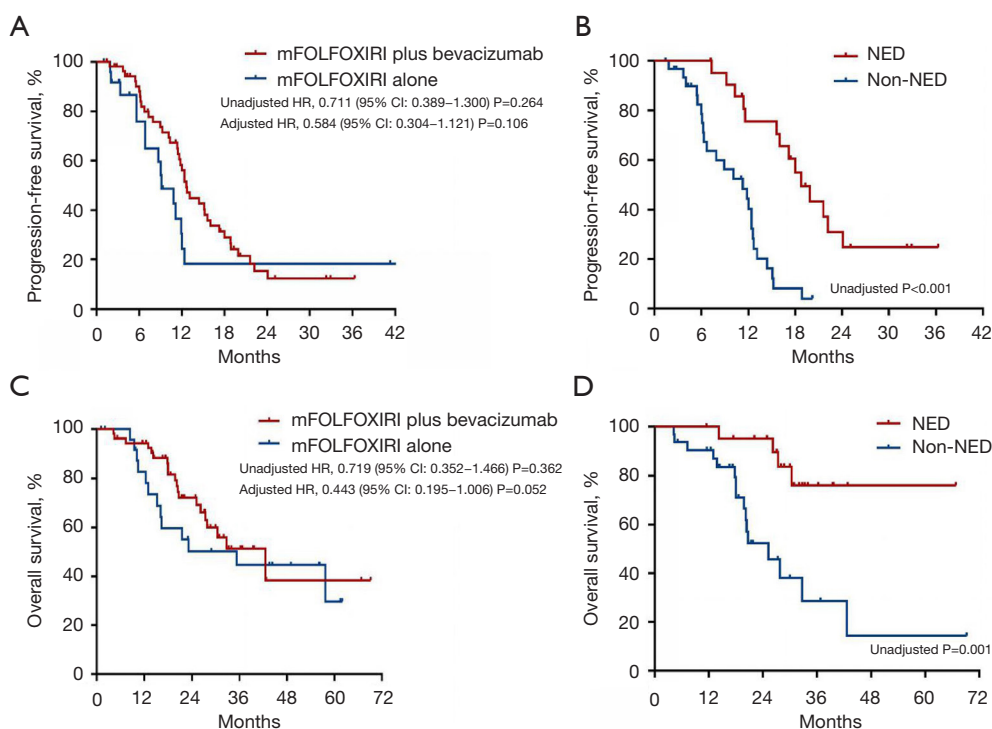 A
mFOLFOXIRI plus bevacizumab
mFOLFOXIRI alone
Unadjusted HR, 0.711 (95% CI: 0.389–1.300) P=0.264
Adjusted HR, 0.584 (95% CI: 0.304–1.121) P=0.106
Progression-free survival, %
100
80
60
40
20
0
0 6 12 18 24 30 36 42
Months
B
NED
Non-NED
Progression-free survival, %
100
80
60
40
20
0
Unadjusted P<0.001
0 6 12 18 24 30 36 42
Months
C
mFOLFOXIRI plus bevacizumab
mFOLFOXIRI alone
Unadjusted HR, 0.719 (95% CI: 0.352–1.466) P=0.362
Adjusted HR, 0.443 (95% CI: 0.195–1.006) P=0.052
Overall survival, %
100
80
60
40
20
0
0 12 24 36 48 60 72
Months
D
NED
Non-NED
Overall survival, %
100
80
60
40
20
0
Unadjusted P=0.001
0 12 24 36 48 60 72
Months